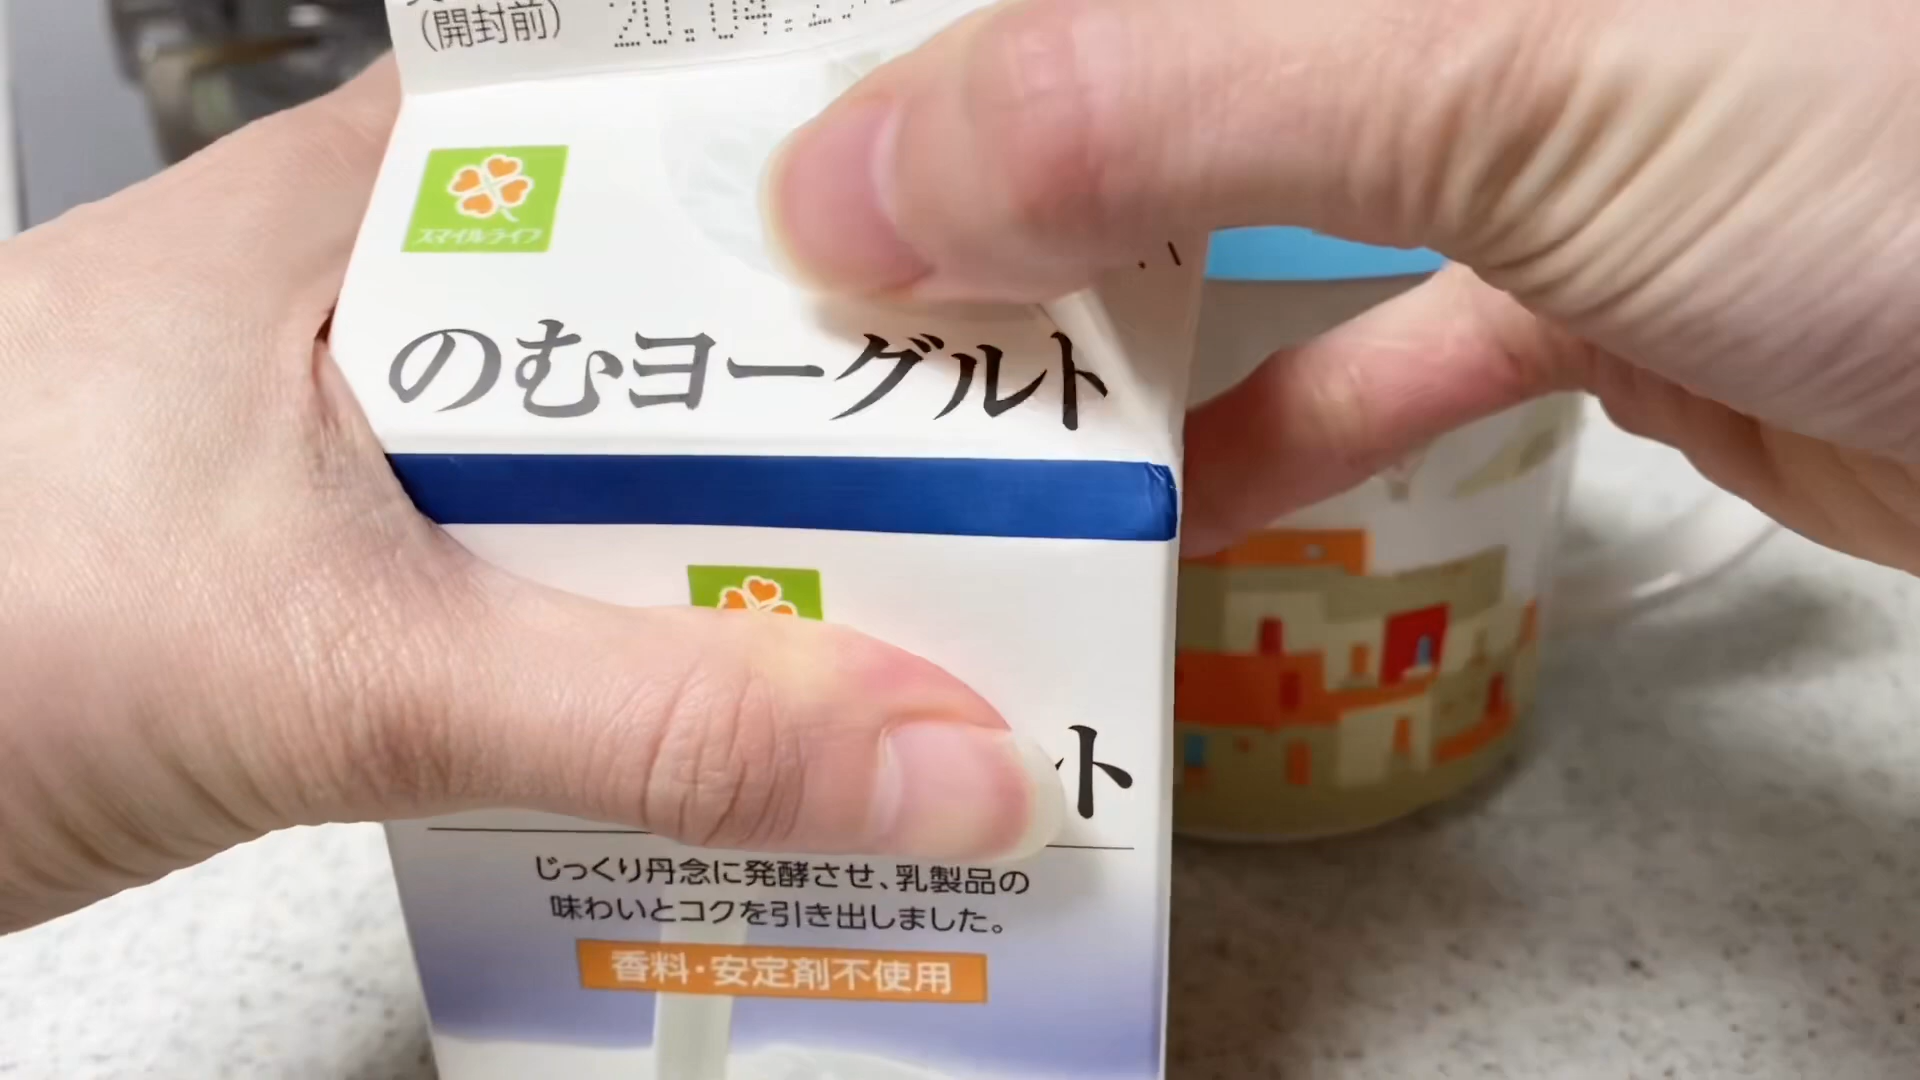 (開封前)
スマイルライフ
のむヨーグルト
ト
じっくり丹念に発酵させ、乳製品の
味わいとコクを引き出しました。
香料・安定剤不使用